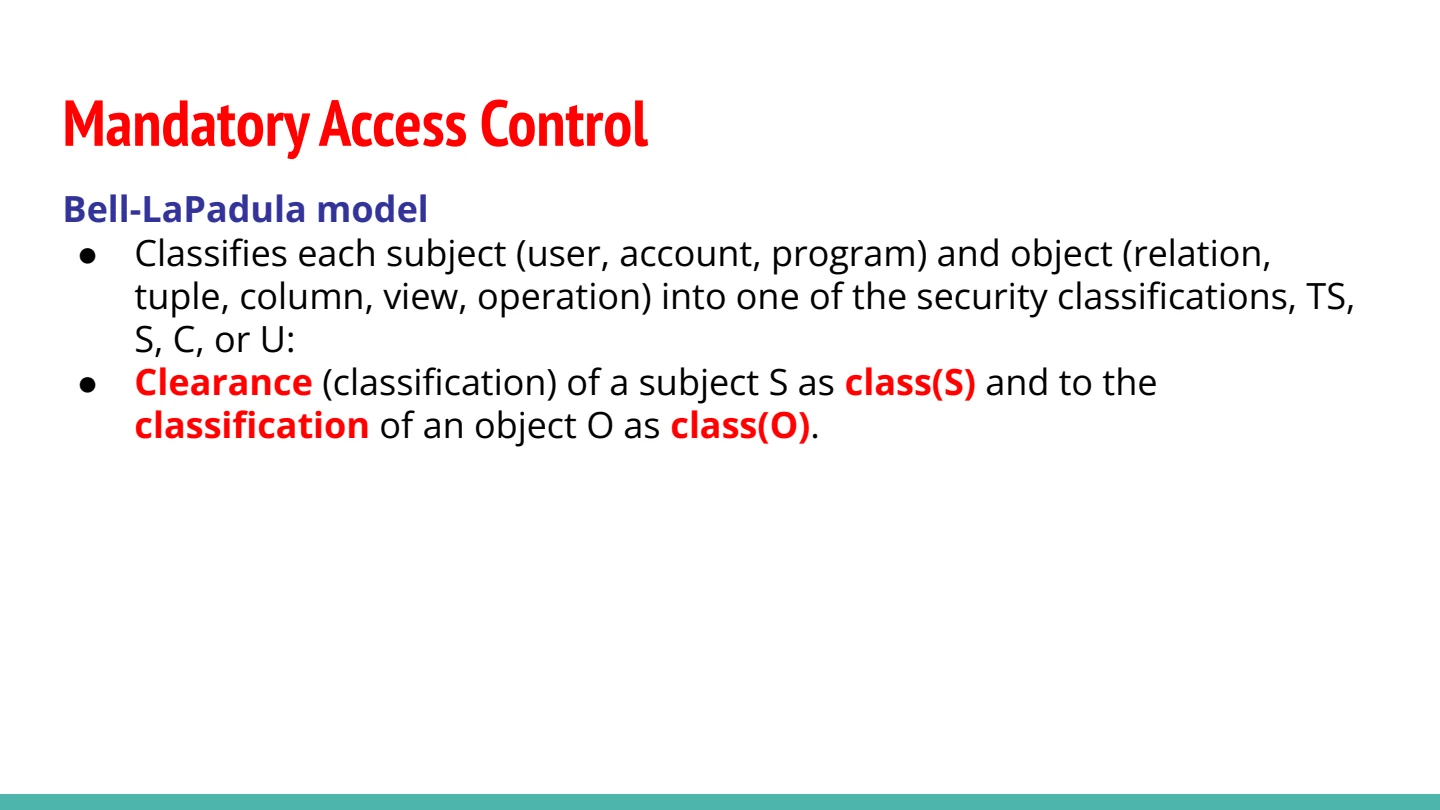 Mandatory Access Control
Bell-LaPadula model
● Classifies each subject (user, account, program) and object (relation,
tuple, column, view, operation) into one of the security classifications, TS,
S, C, or U:
● Clearance (classification) of a subject S as class(S) and to the
classification of an object O as class(O).